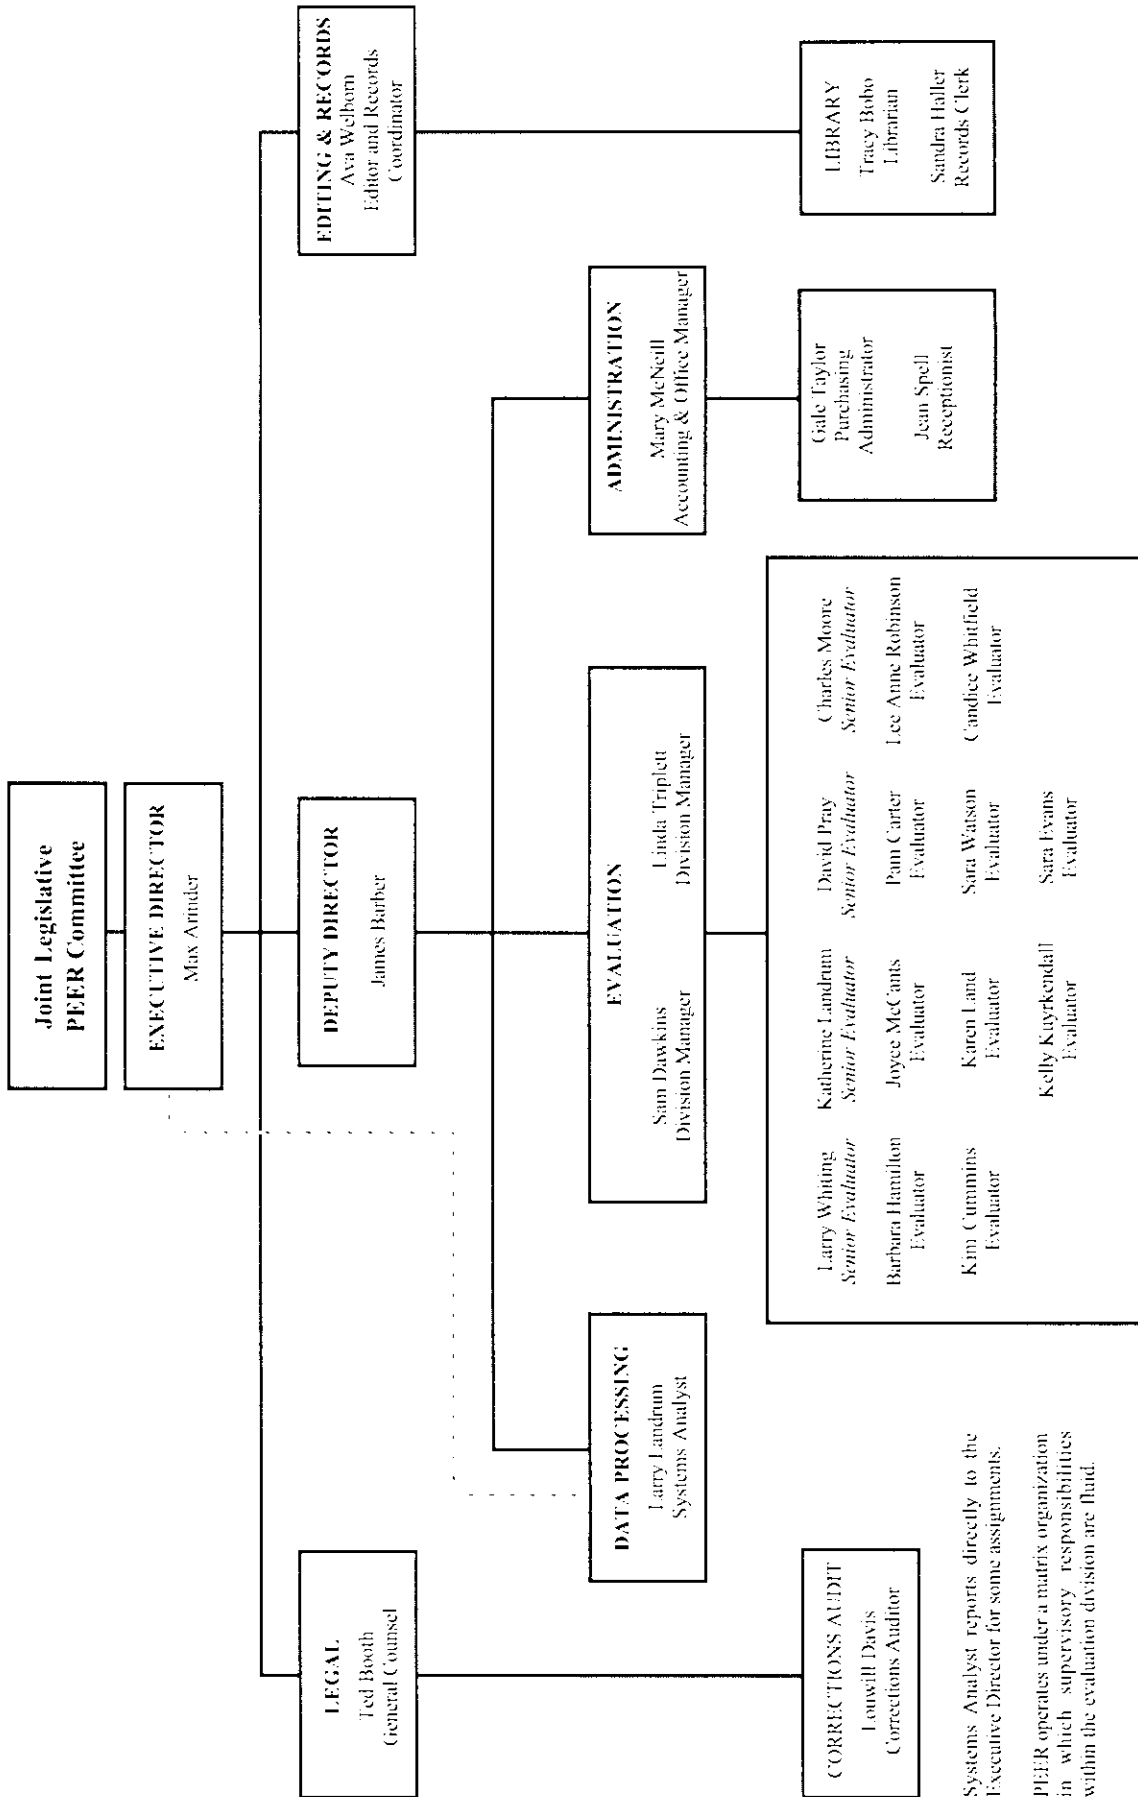 Joint Legislative
PEER Committee
EXECUTIVE DIRECTOR
Max Arinder
LEGAL
Ted Booth
General Counsel
DEPUTY DIRECTOR
James Barber
EDITING & RECORDS
Ava Welborn
Editor and Records
Coordinator
DATA PROCESSING
Larry Landrum
Systems Analyst
EVALUATION
Sam Dawkins
Division Manager
Linda Triplett
Division Manager
ADMINISTRATION
Mary McNeill
Accounting & Office Manager
CORRECTIONS AUDIT
Louwill Davis
Corrections Auditor
Larry Whiting
Senior Evaluator
Katherine Landrum
Senior Evaluator
David Pray
Senior Evaluator
Charles Moore
Senior Evaluator
Barbara Hamilton
Evaluator
Joyce McCants
Evaluator
Pam Carter
Evaluator
Lee Anne Robinson
Evaluator
Kim Cummins
Evaluator
Karen Land
Evaluator
Sara Watson
Evaluator
Candice Whitfield
Evaluator
Kelly Kuyrkendall
Evaluator
Sara Evans
Evaluator
Gale Taylor
Purchasing
Administrator
Jean Spell
Receptionist
LIBRARY
Tracy Bobo
Librarian
Sandra Haller
Records Clerk
Systems Analyst reports directly to the
Executive Director for some assignments.
PEER operates under a matrix organization
in which supervisory responsibilities
within the evaluation division are fluid.